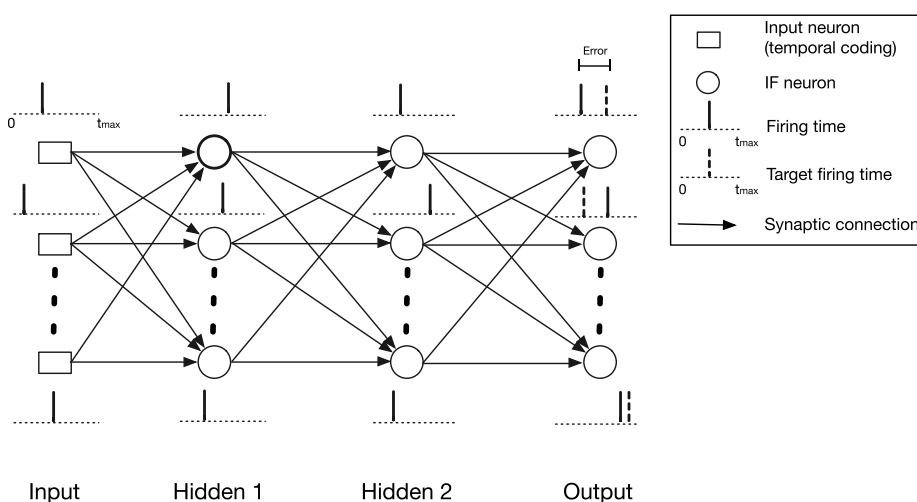 Error
0
tmax
Input
Hidden 1
Hidden 2
Output
Input neuron
(temporal coding)
IF neuron
Firing time
0
tmax
Target firing time
0
tmax
Synaptic connection